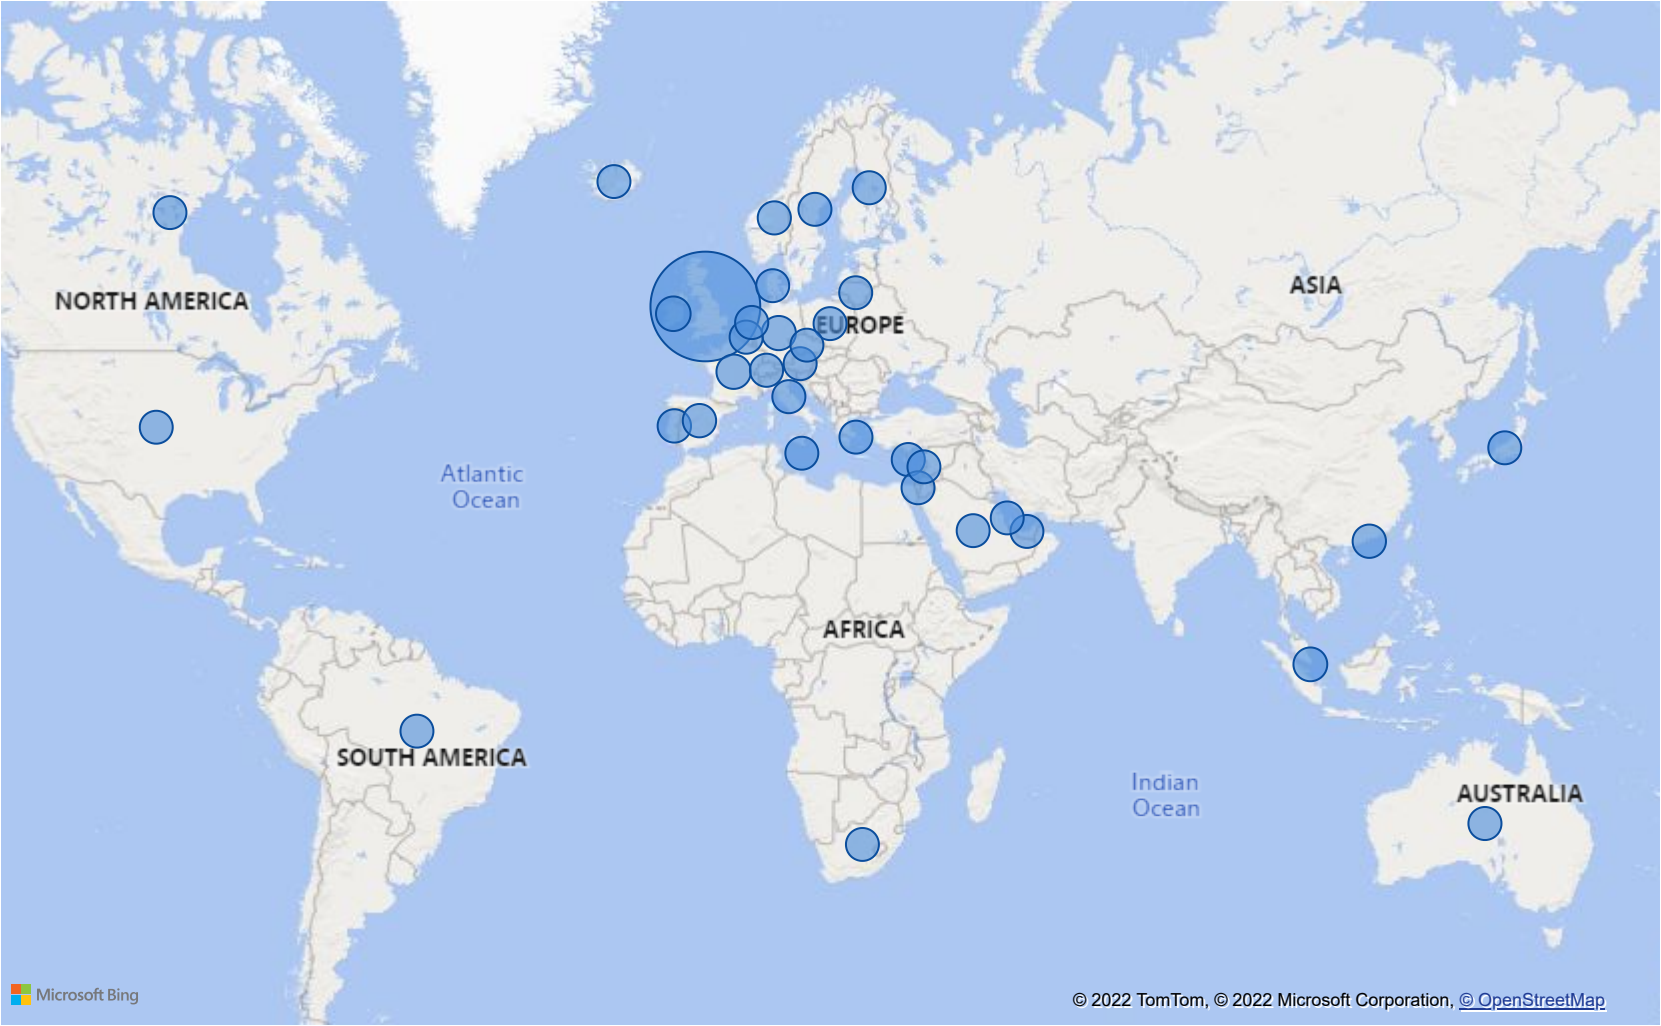 ASIA
NORTH AMERICA
EUROPE
Atlantic
Ocean
AFRICA
SOUTH AMERICA
Indian
Ocean
AUSTRALIA
Microsoft Bing
© 2022 TomTom, © 2022 Microsoft Corporation, © OpenStreetMap